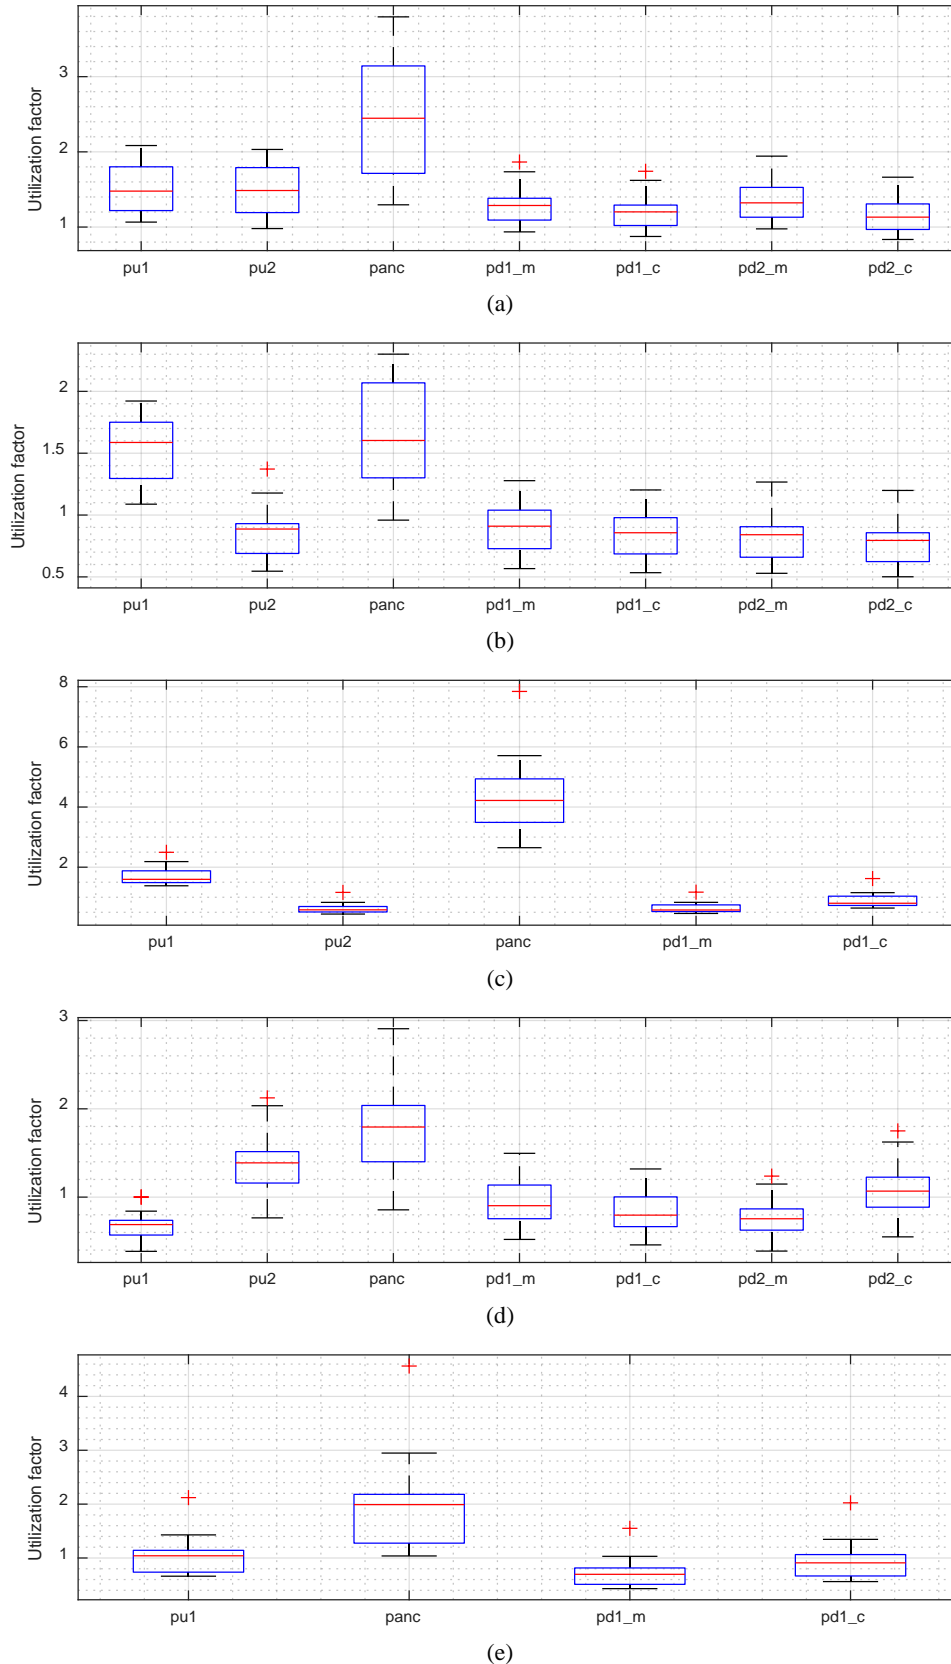 Utilization factor
3
2
1
pu1 pu2 panc pd1_m pd1_c pd2_m pd2_c
(a)
Utilization factor
2
1.5
1
0.5
pu1 pu2 panc pd1_m pd1_c pd2_m pd2_c
(b)
Utilization factor
8
6
4
2
pu1 pu2 panc pd1_m pd1_c
(c)
Utilization factor
3
2
1
pu1 pu2 panc pd1_m pd1_c pd2_m pd2_c
(d)
Utilization factor
4
3
2
1
pu1 panc pd1_m pd1_c
(e)